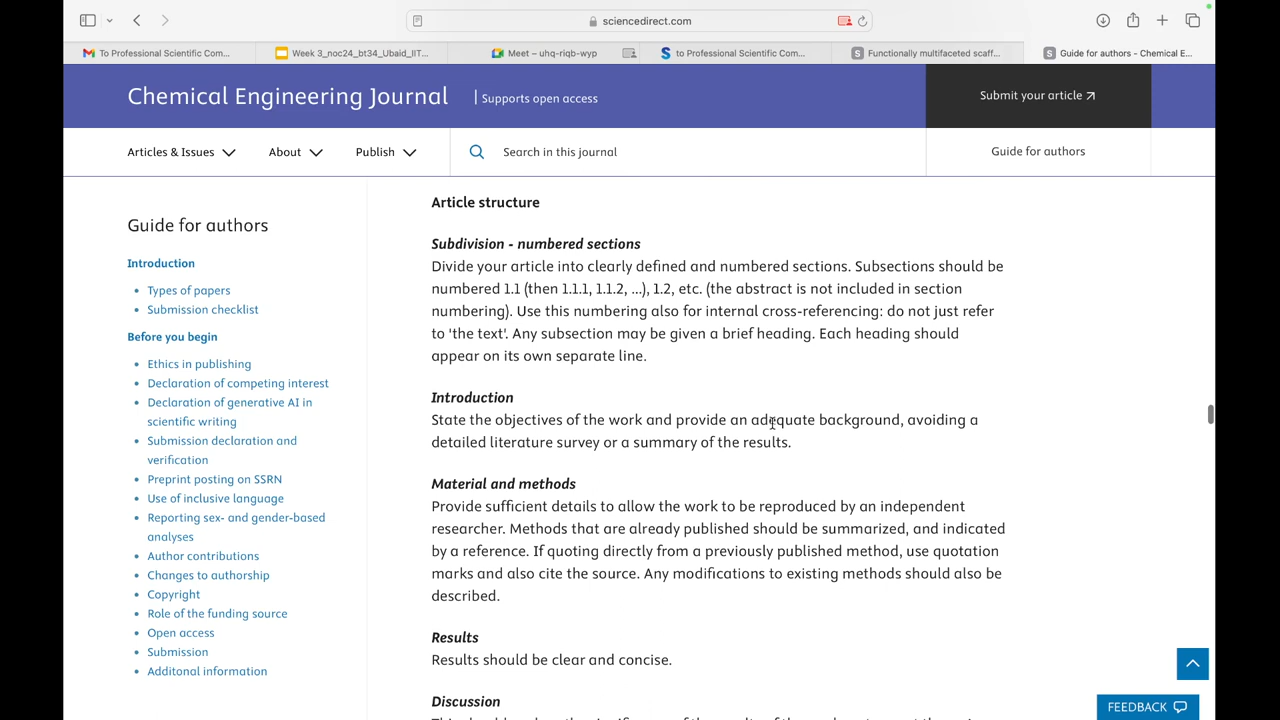 sciencedirect.com
To Professional Scientific Com...
Week 3_noc24_bt34_Ubaid_IIT...
Meet – uhq-riqb-wyp
to Professional Scientific Com...
Functionally multifaceted scaff...
Guide for authors - Chemical E...
Chemical Engineering Journal
Supports open access
Submit your article
Articles & Issues
About
Publish
Search in this journal
Guide for authors
Guide for authors
Introduction
• Types of papers
• Submission checklist
Before you begin
• Ethics in publishing
• Declaration of competing interest
• Declaration of generative AI in
scientific writing
• Submission declaration and
verification
• Preprint posting on SSRN
• Use of inclusive language
• Reporting sex- and gender-based
analyses
• Author contributions
• Changes to authorship
• Copyright
• Role of the funding source
• Open access
• Submission
• Additonal information
Article structure
Subdivision - numbered sections
Divide your article into clearly defined and numbered sections. Subsections should be
numbered 1.1 (then 1.1.1, 1.1.2, ...), 1.2, etc. (the abstract is not included in section
numbering). Use this numbering also for internal cross-referencing: do not just refer
to 'the text'. Any subsection may be given a brief heading. Each heading should
appear on its own separate line.
Introduction
State the objectives of the work and provide an adequate background, avoiding a
detailed literature survey or a summary of the results.
Material and methods
Provide sufficient details to allow the work to be reproduced by an independent
researcher. Methods that are already published should be summarized, and indicated
by a reference. If quoting directly from a previously published method, use quotation
marks and also cite the source. Any modifications to existing methods should also be
described.
Results
Results should be clear and concise.
Discussion
FEEDBACK